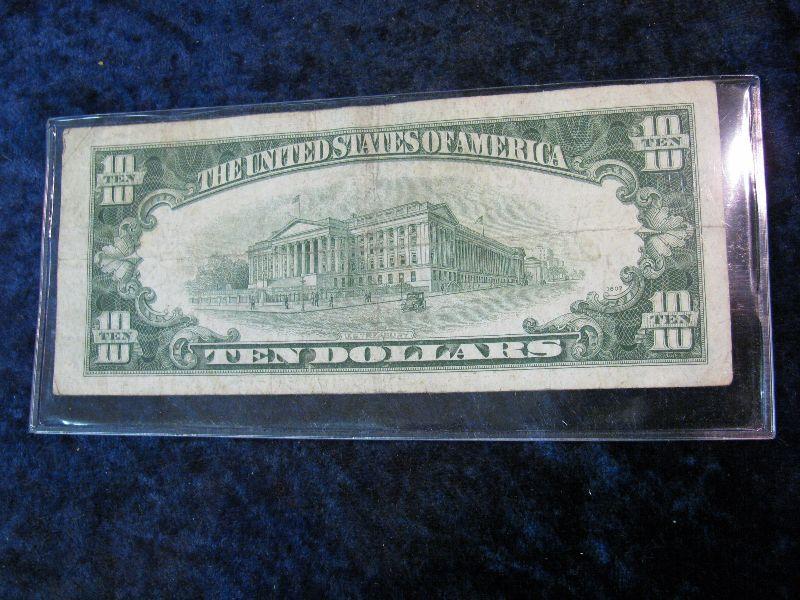 10 TEN 10
THE UNITED STATES OF AMERICA
10 TEN 10
U.S. TREASURY
10 TEN 10
TEN DOLLARS
10 TEN 10